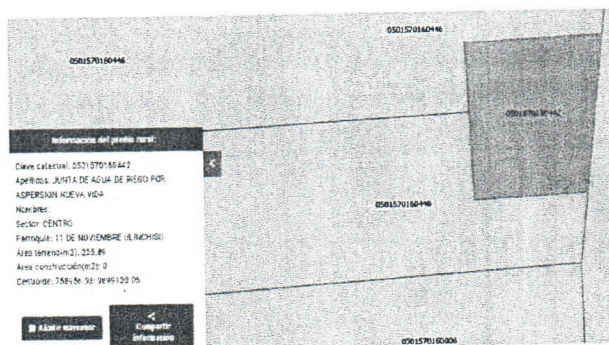 0501570160446
0501570160446
Información del predio rural:
Clave catastral: 0501570160442
Apellidos: JUNTA DE AGUA DE RIEGO POR
ASPERSION NUEVA VIDA
Nombres:
Sector: CENTRO
Parroquia: 11 DE NOVIEMBRE (ILINCHISI)
Área terreno(m2): 255,89
Área construcción(m2): 0
0501570160446
Compartir
información
0501570160006